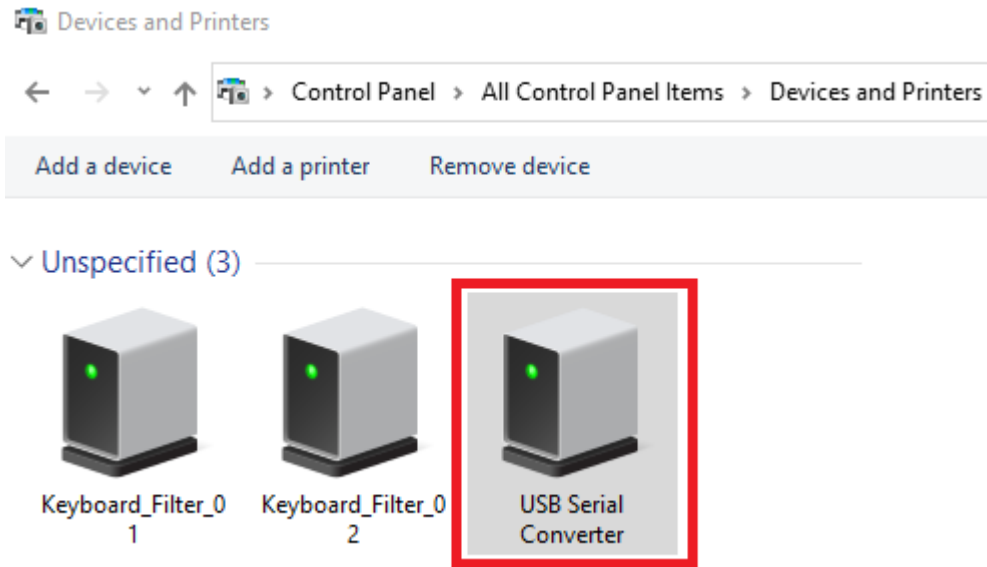 Devices and Printers
Control Panel > All Control Panel Items > Devices and Printers
Add a device Add a printer Remove device
Unspecified (3)
Keyboard_Filter_0
1
Keyboard_Filter_0
2
USB Serial
Converter